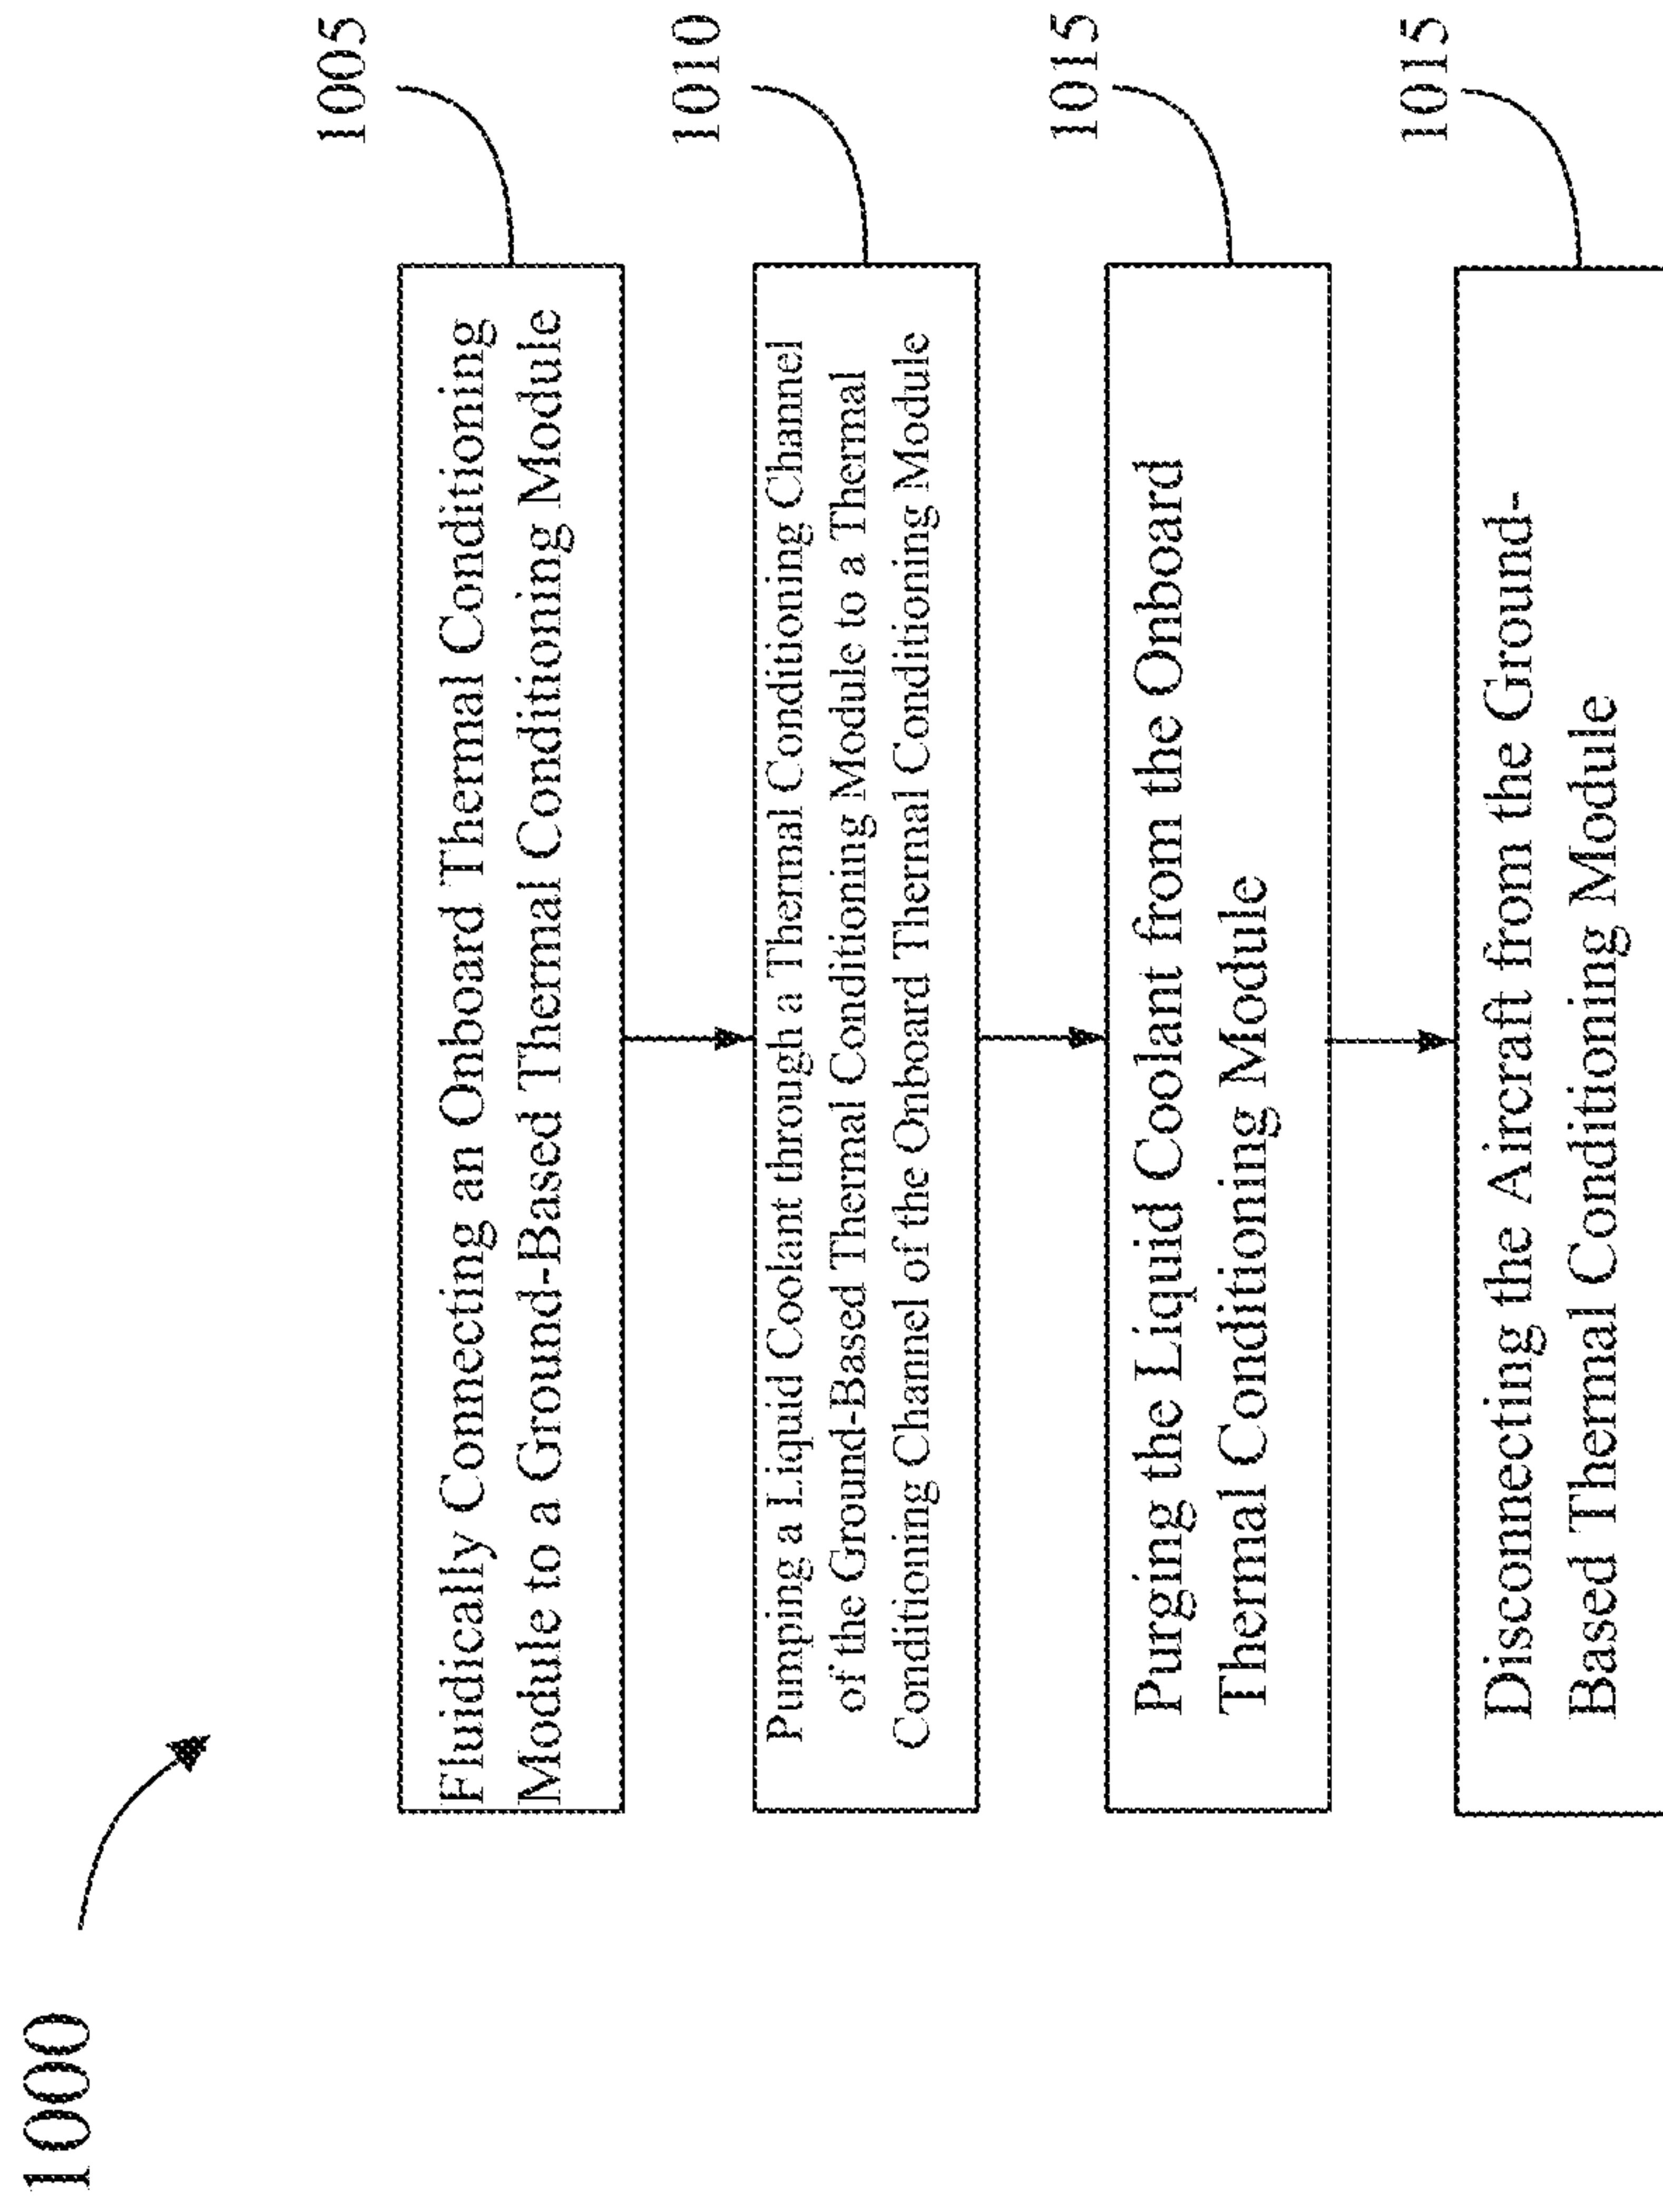 1000
1005
Fluidically Connecting an Onboard Thermal Conditioning
Module to a Ground-Based Thermal Conditioning Module
1010
Pumping a Liquid Coolant through a Thermal Conditioning Channel
of the Ground-Based Thermal Conditioning Module to a Thermal
Conditioning Channel of the Onboard Thermal Conditioning Module
1015
Purging the Liquid Coolant from the Onboard
Thermal Conditioning Module
1015
Disconnecting the Aircraft from the Ground-
Based Thermal Conditioning Module